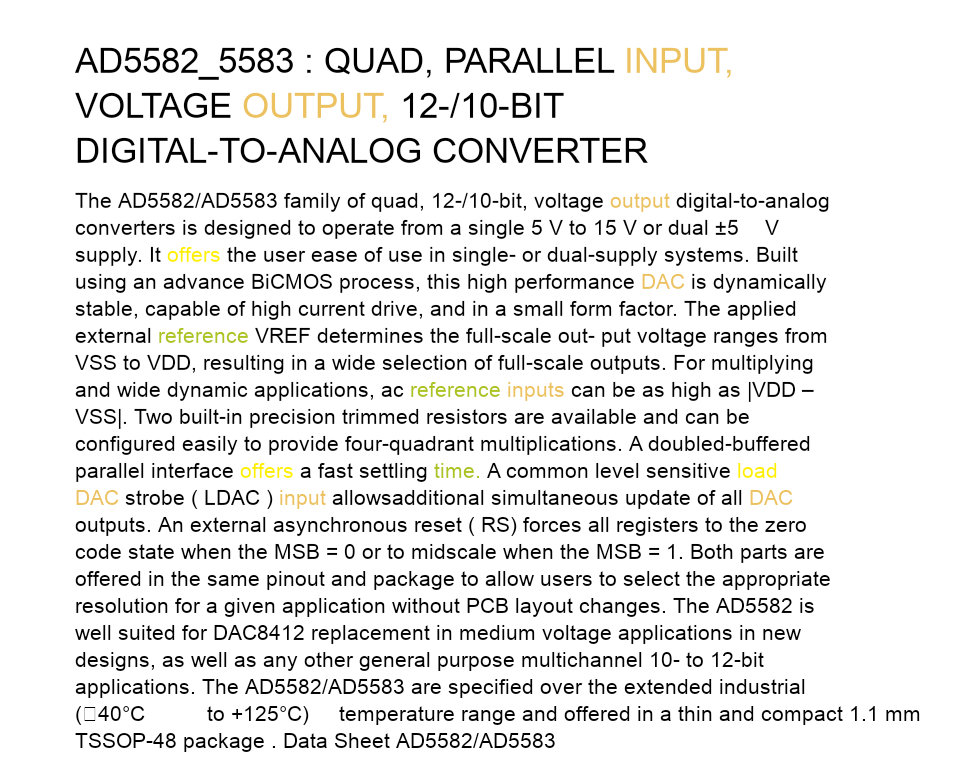 AD5582_5583 : QUAD, PARALLEL INPUT,
VOLTAGE OUTPUT, 12-/10-BIT
DIGITAL-TO-ANALOG CONVERTER
The AD5582/AD5583 family of quad, 12-/10-bit, voltage output digital-to-analog
converters is designed to operate from a single 5 V to 15 V or dual ±5 V
supply. It offers the user ease of use in single- or dual-supply systems. Built
using an advance BiCMOS process, this high performance DAC is dynamically
stable, capable of high current drive, and in a small form factor. The applied
external reference VREF determines the full-scale out- put voltage ranges from
VSS to VDD, resulting in a wide selection of full-scale outputs. For multiplying
and wide dynamic applications, ac reference inputs can be as high as |VDD –
VSS|. Two built-in precision trimmed resistors are available and can be
configured easily to provide four-quadrant multiplications. A doubled-buffered
parallel interface offers a fast settling time. A common level sensitive load
DAC strobe ( LDAC ) input allowsadditional simultaneous update of all DAC
outputs. An external asynchronous reset ( RS) forces all registers to the zero
code state when the MSB = 0 or to midscale when the MSB = 1. Both parts are
offered in the same pinout and package to allow users to select the appropriate
resolution for a given application without PCB layout changes. The AD5582 is
well suited for DAC8412 replacement in medium voltage applications in new
designs, as well as any other general purpose multichannel 10- to 12-bit
applications. The AD5582/AD5583 are specified over the extended industrial
(□40°C to +125°C) temperature range and offered in a thin and compact 1.1 mm
TSSOP-48 package . Data Sheet AD5582/AD5583